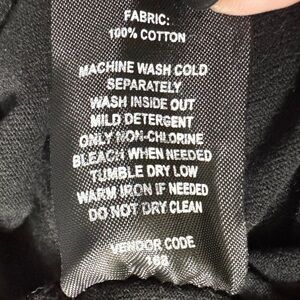 FABRIC:
100% COTTON
MACHINE WASH COLD
SEPARATELY
WASH INSIDE OUT
MILD DETERGENT
ONLY NON-CHLORINE
BLEACH WHEN NEEDED
TUMBLE DRY LOW
WARM IRON IF NEEDED
DO NOT DRY CLEAN
VENDOR CODE
168